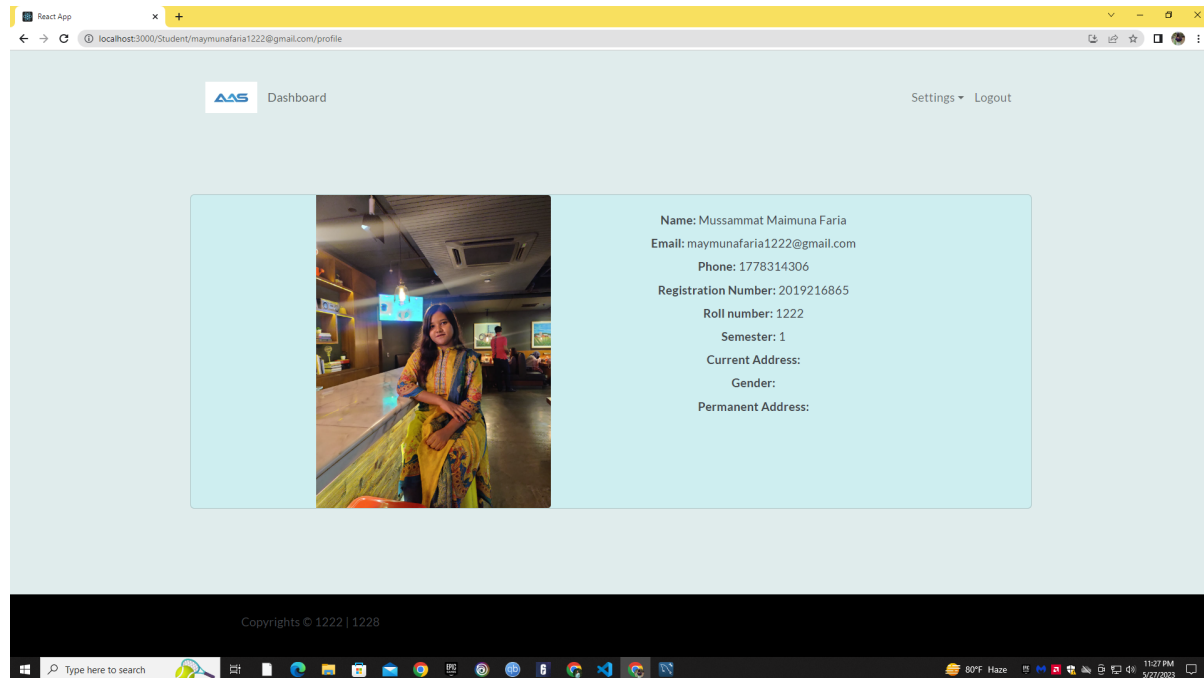 React App
localhost:3000/Student/maymunafaria1222@gmail.com/profile
AAS Dashboard Settings Logout
Name: Mussammat Maimuna Faria
Email: maymunafaria1222@gmail.com
Phone: 1778314306
Registration Number: 2019216865
Roll number: 1222
Semester: 1
Current Address:
Gender:
Permanent Address:
Copyrights © 1222 | 1228
Type here to search
80°F Haze
11:27 PM
5/27/2023